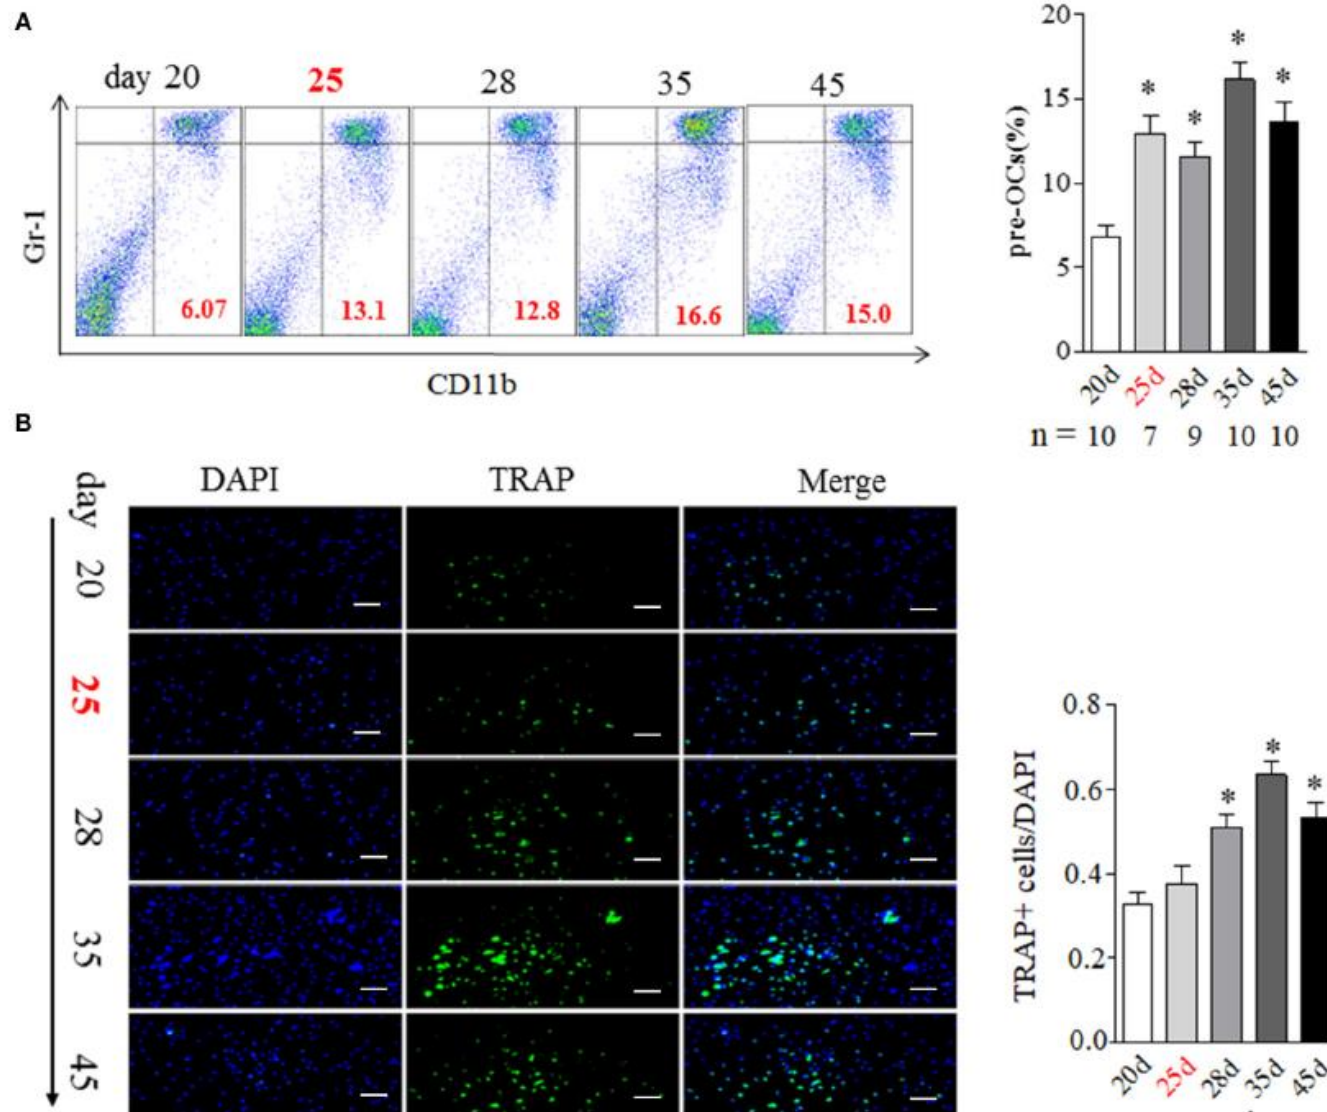 A
day 20 25 28 35 45
Gr-1
6.07 13.1 12.8 16.6 15.0
CD11b
20
15
10
5
0
pre-OCs(%)
* * * *
20d 25d 28d 35d 45d
n = 10 7 9 10 10
B
DAPI TRAP Merge
day
20
25
28
35
45
0.8
0.6
0.4
0.2
0.0
TRAP+ cells/DAPI
* * *
20d 25d 28d 35d 45d